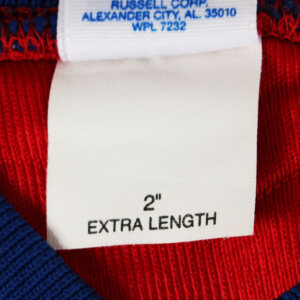 RUSSELL CORP.
ALEXANDER CITY, AL. 35010
WPL 7232
2"
EXTRA LENGTH